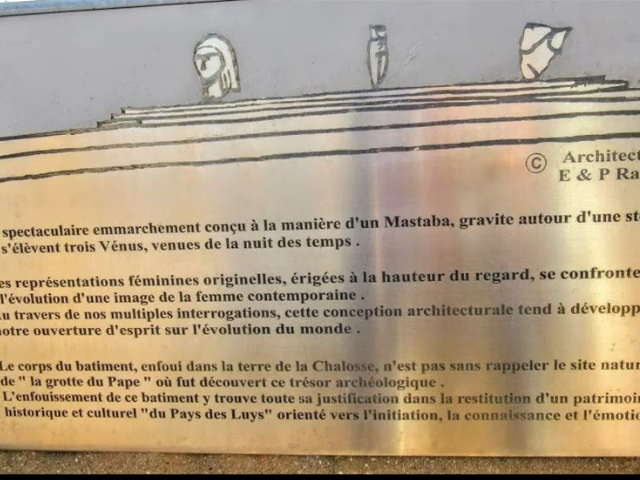 © Architect
E & P Ra
spectaculaire emmarchement conçu à la manière d'un Mastaba, gravite autour d'une st
s'élèvent trois Vénus, venues de la nuit des temps .
es représentations féminines originelles, érigées à la hauteur du regard, se confronte
l'évolution d'une image de la femme contemporaine .
u travers de nos multiples interrogations, cette conception architecturale tend à développ
notre ouverture d'esprit sur l'évolution du monde .
Le corps du batiment, enfoui dans la terre de la Chalosse, n'est pas sans rappeler le site natur
de " la grotte du Pape " où fut découvert ce trésor archéologique .
L'enfouissement de ce batiment y trouve toute sa justification dans la restitution d'un patrimoin
historique et culturel "du Pays des Luys" orienté vers l'initiation, la connaissance et l'émotio